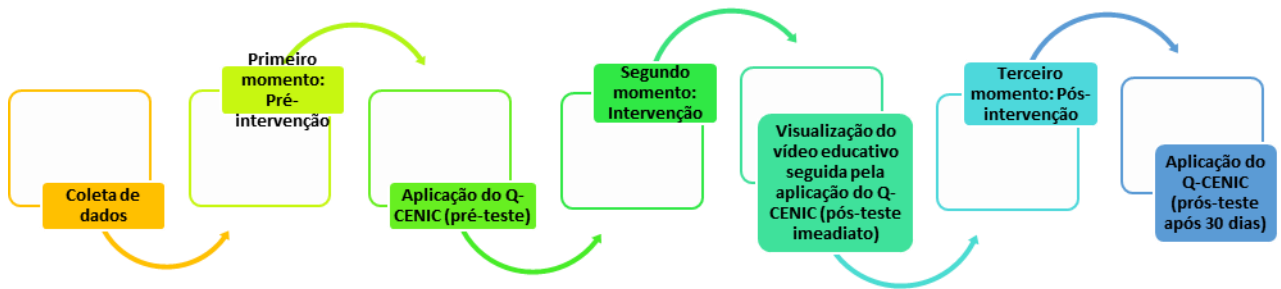 Coleta de
dados
Primeiro
momento:
Pré-
intervenção
Aplicação do Q-
CENIC (pré-teste)
Segundo
momento:
Intervenção
Visualização do
vídeo educativo
seguida pela
aplicação do Q-
CENIC (pós-teste
imeadiato)
Terceiro
momento: Pós-
intervenção
Aplicação do
Q-CENIC
(prós-teste
após 30 dias)